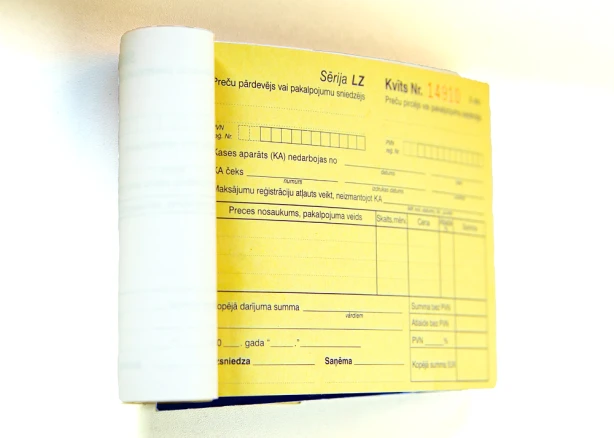 Sērija LZ
Kvīts Nr. 14910
Preču pārdevējs vai pakalpojumu sniedzējs
Preču pircējs vai pakalpojumu
PVN
reģ. Nr.
PVN
reģ. Nr.
Kases aparāts (KA) nedarbojas no
datums
KA čeks
numurs
izdrukas datums
Maksājumu reģistrāciju atļauts veikt, neizmantojot KA
Preces nosaukums, pakalpojuma veids
Skaits, mērv.
Cena
Summa
Kopējā darījuma summa
vārdiem
Summa bez PVN
Atlaide bez PVN
PVN %
Kopējā summa EUR
0 . gada " ."
Izsniedza
Saņēma